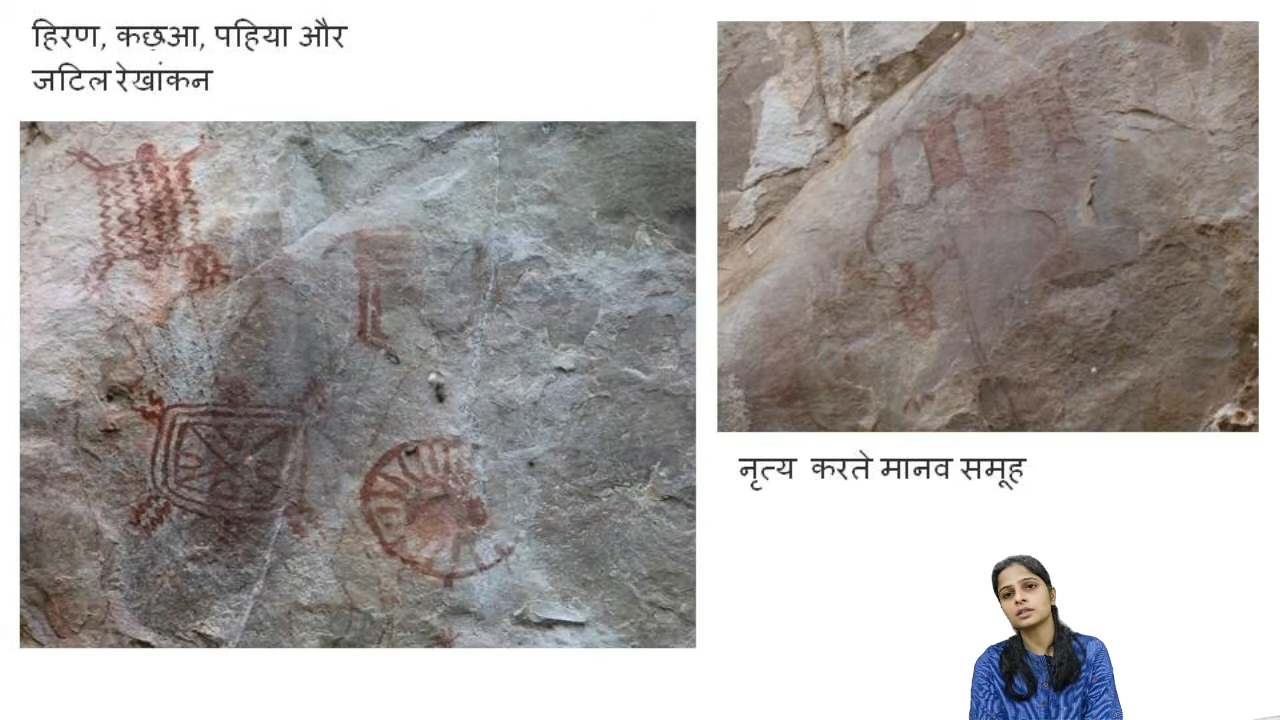 हिरण, कछुआ, पहिया और
जटिल रेखांकन
नृत्य करते मानव समूह